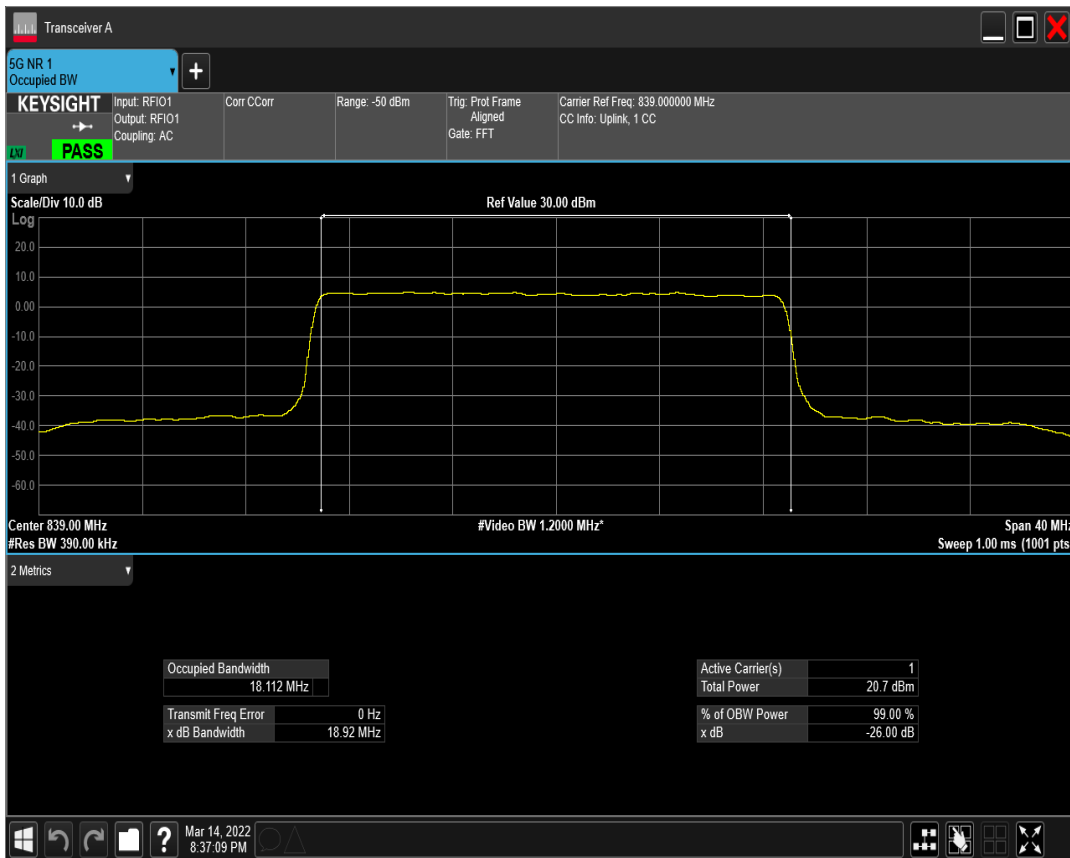 Transceiver A
5G NR 1
Occupied BW
+
KEYSIGHT
LXI
PASS
Input: RFIO1
Output: RFIO1
Coupling: AC
Corr CCorr
Range: -50 dBm
Trig: Prot Frame
Aligned
Gate: FFT
Carrier Ref Freq: 839.000000 MHz
CC Info: Uplink, 1 CC
1 Graph
Scale/Div 10.0 dB
Ref Value 30.00 dBm
Log
20.0
10.0
0.00
-10.0
-20.0
-30.0
-40.0
-50.0
-60.0
Center 839.00 MHz
#Video BW 1.2000 MHz*
Span 40 MHz
#Res BW 390.00 kHz
Sweep 1.00 ms (1001 pts
2 Metrics
Occupied Bandwidth
18.112 MHz
Transmit Freq Error 0 Hz
x dB Bandwidth 18.92 MHz
Active Carrier(s) 1
Total Power 20.7 dBm
% of OBW Power 99.00 %
x dB -26.00 dB
?
Mar 14, 2022
8:37:09 PM